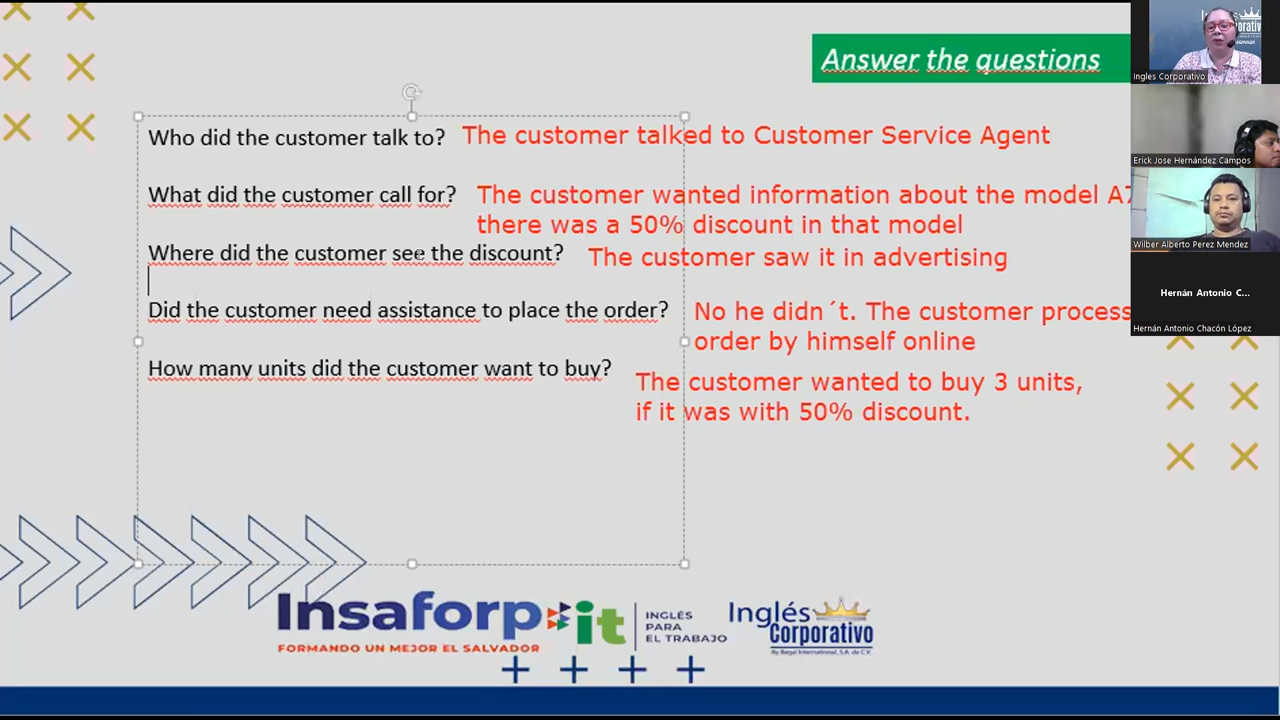 Answer the questions
Who did the customer talk to? The customer talked to Customer Service Agent
What did the customer call for? The customer wanted information about the model A7
there was a 50% discount in that model
Where did the customer see the discount? The customer saw it in advertising
Did the customer need assistance to place the order? No he didn´t. The customer process
order by himself online
How many units did the customer want to buy?
The customer wanted to buy 3 units,
if it was with 50% discount.
Insaforp it
FORMANDO UN MEJOR EL SALVADOR
INGLÉS
PARA
EL TRABAJO
Inglés
Corporativo
By Regal International, S.A. de C.V.
Ingles Corporativo
Erick Jose Hernández Campos
Wilber Alberto Perez Mendez
Hernán Antonio C...
Hernán Antonio Chacón López